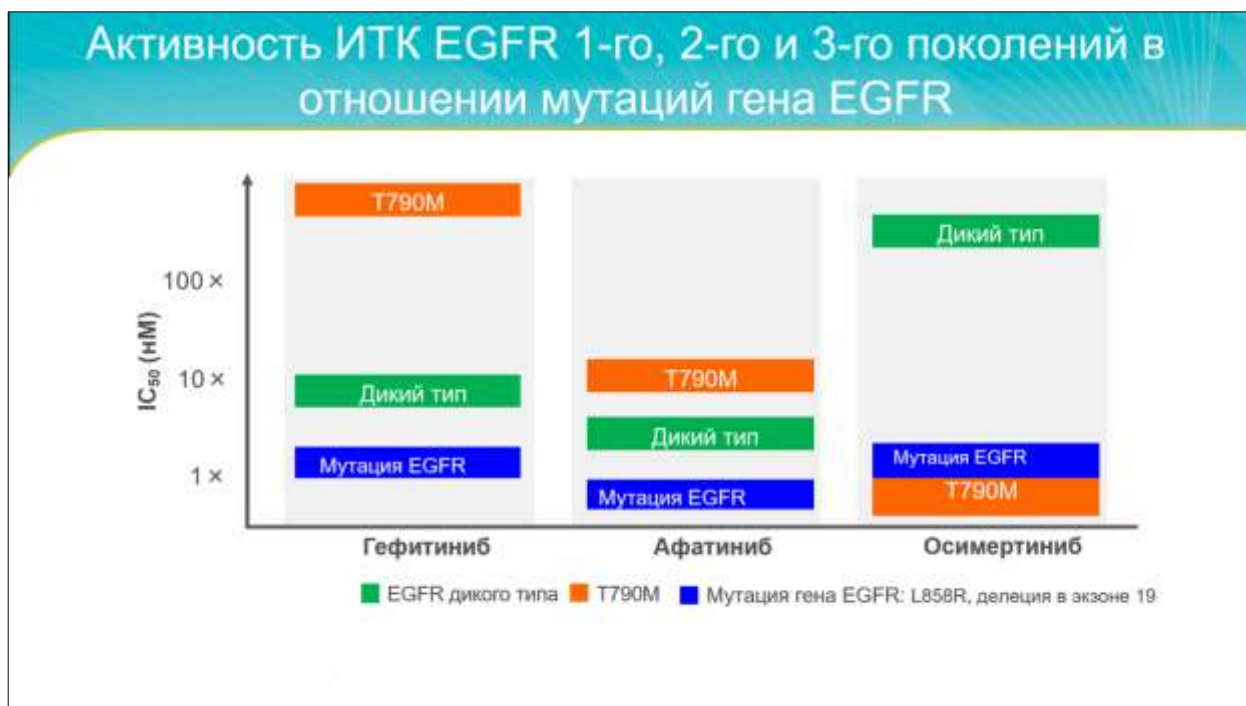 Активность ИТК EGFR 1-го, 2-го и 3-го поколений в
отношении мутаций гена EGFR
IC50 (нМ)
100 ×
10 ×
1 ×
T790M
Дикий тип
Мутация EGFR
T790M
Дикий тип
Мутация EGFR
Дикий тип
Мутация EGFR
T790M
Гефитиниб
Афатиниб
Осимертиниб
EGFR дикого типа
T790M
Мутация гена EGFR: L858R, делеция в экзоне 19